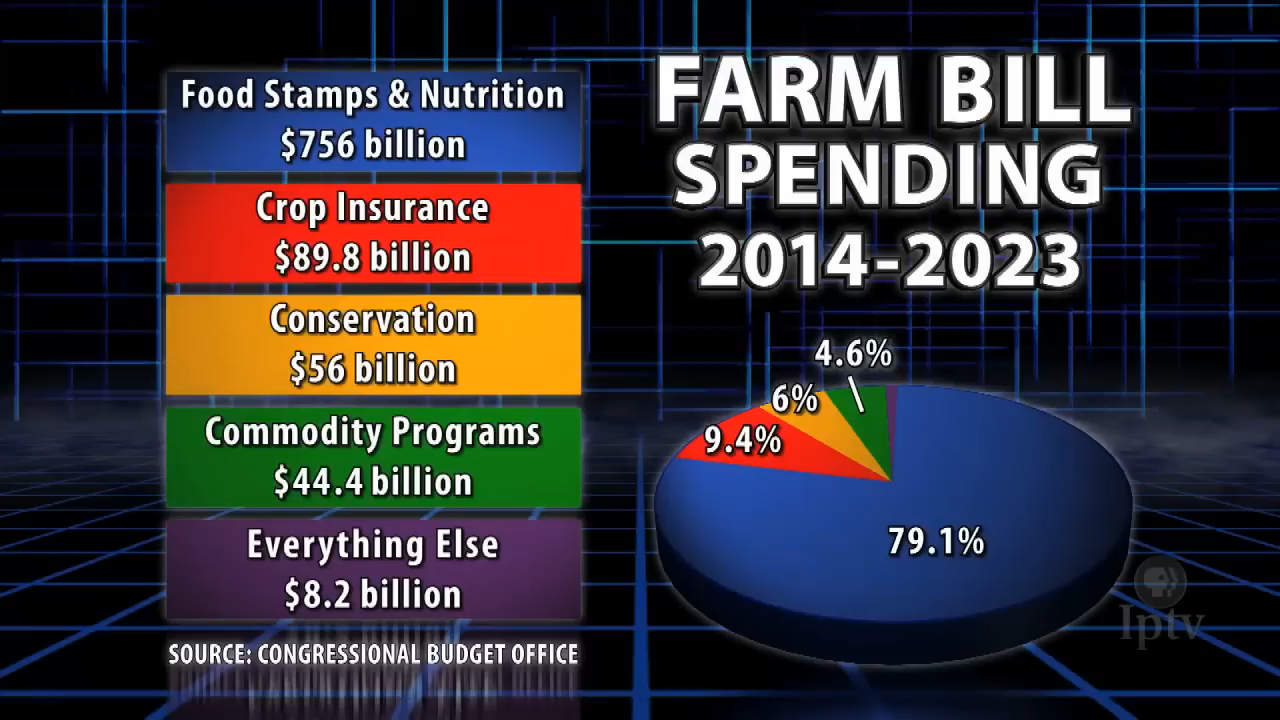 FARM BILL
SPENDING
2014-2023
Food Stamps & Nutrition
$756 billion
Crop Insurance
$89.8 billion
Conservation
$56 billion
Commodity Programs
$44.4 billion
Everything Else
$8.2 billion
SOURCE: CONGRESSIONAL BUDGET OFFICE
4.6%
6%
9.4%
79.1%
Iptv